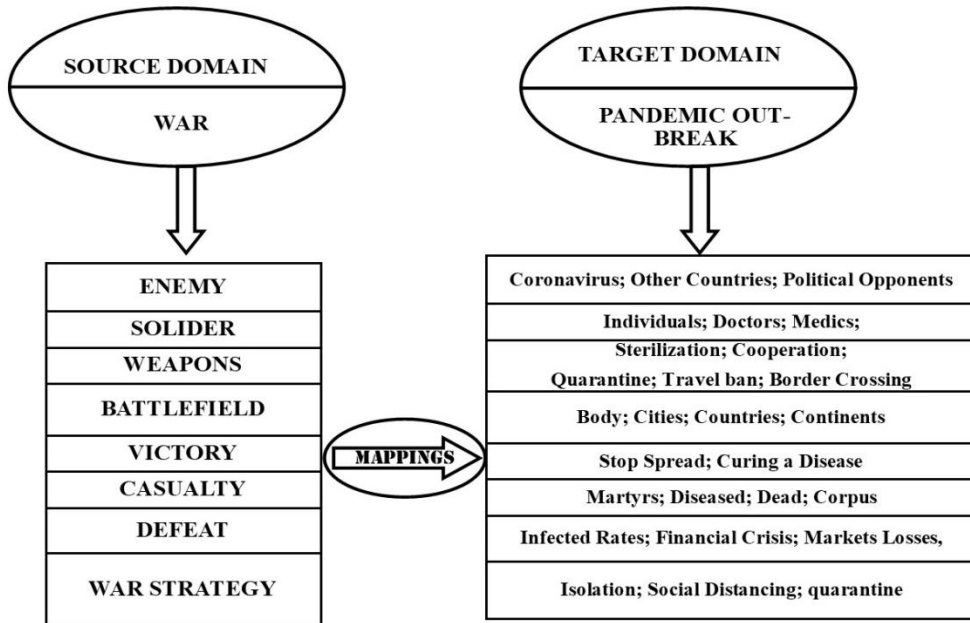 SOURCE DOMAIN
WAR
TARGET DOMAIN
PANDEMIC OUT-
BREAK
ENEMY
SOLIDER
WEAPONS
BATTLEFIELD
VICTORY
CASUALTY
DEFEAT
WAR STRATEGY
MAPPINGS
Coronavirus; Other Countries; Political Opponents
Individuals; Doctors; Medics;
Sterilization; Cooperation;
Quarantine; Travel ban; Border Crossing
Body; Cities; Countries; Continents
Stop Spread; Curing a Disease
Martyrs; Diseased; Dead; Corpus
Infected Rates; Financial Crisis; Markets Losses,
Isolation; Social Distancing; quarantine